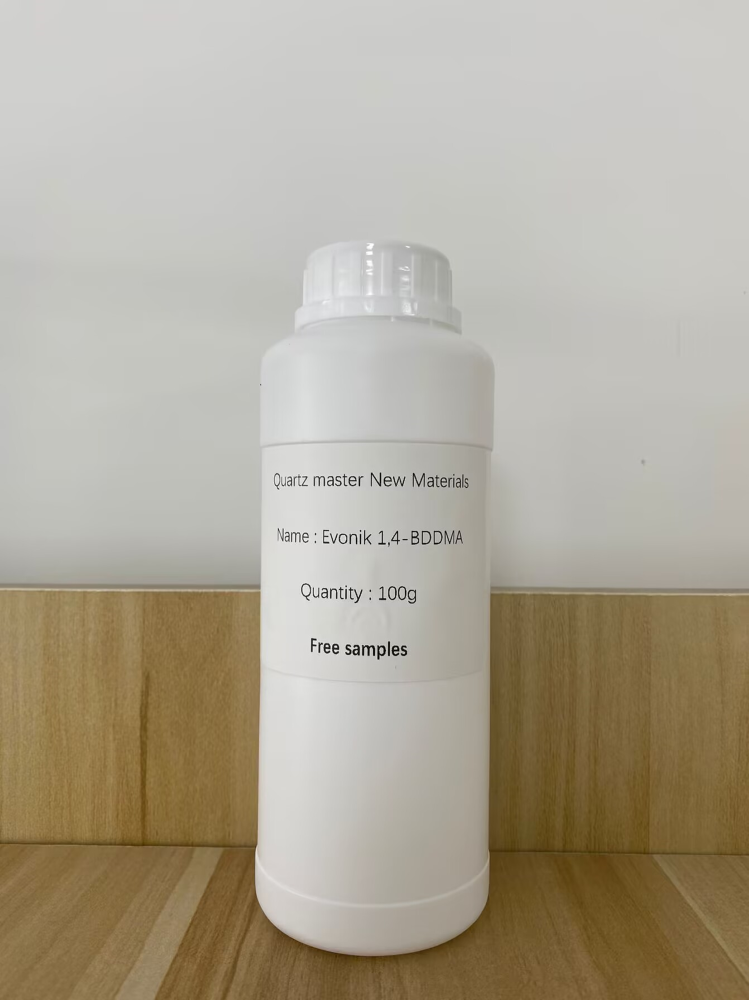 Quartz master New Materials
Name : Evonik 1,4-BDDMA
Quantity : 100g
Free samples